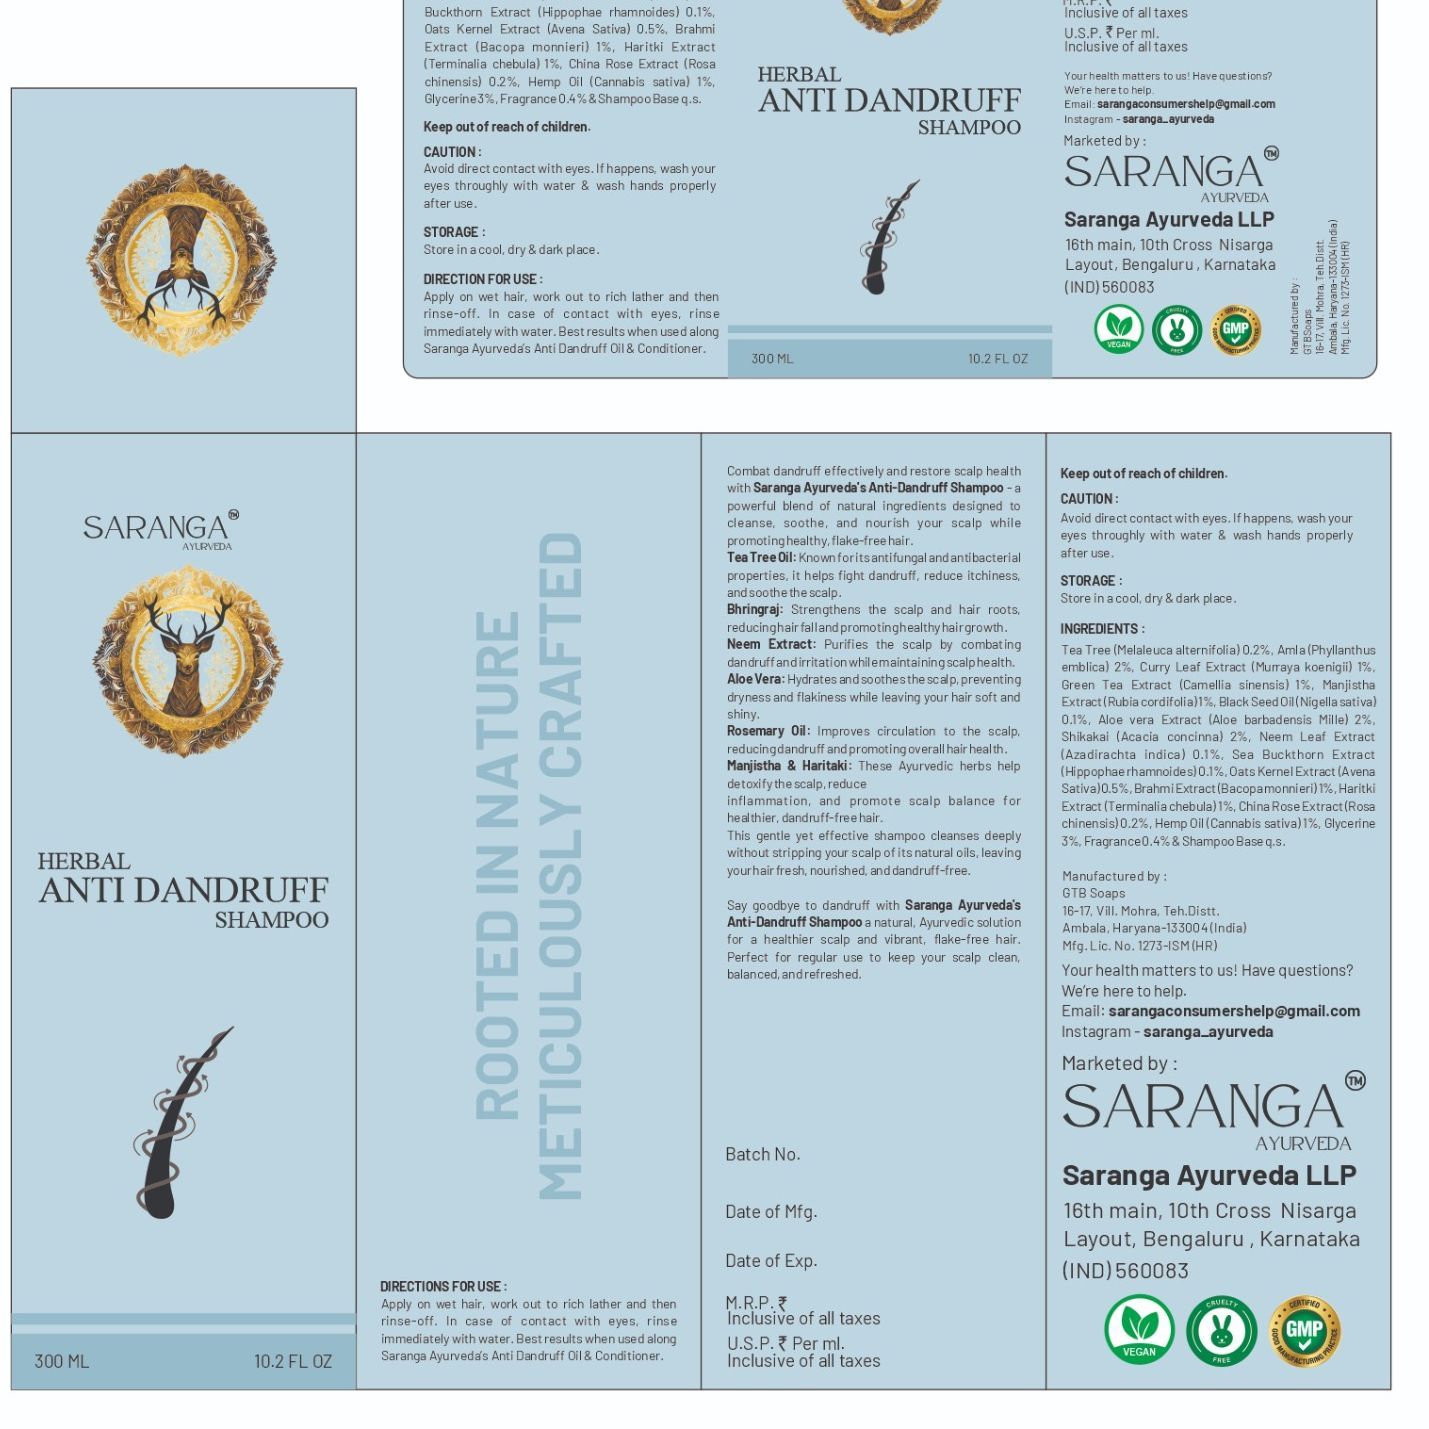 Buckthorn Extract (Hippophae rhamnoides) 0.1%,
Oats Kernel Extract (Avena Sativa) 0.5%, Brahmi
Extract (Bacopa monnieri) 1%, Haritki Extract
(Terminalia chebula) 1%, China Rose Extract (Rosa
chinensis) 0.2%, Hemp Oil (Cannabis sativa) 1%,
Glycerine 3%, Fragrance 0.4% & Shampoo Base q.s.
Keep out of reach of children.
CAUTION :
Avoid direct contact with eyes. If happens, wash your
eyes throughly with water & wash hands properly
after use.
STORAGE :
Store in a cool, dry & dark place.
DIRECTION FOR USE :
Apply on wet hair, work out to rich lather and then
rinse-off. In case of contact with eyes, rinse
immediately with water. Best results when used along
Saranga Ayurveda's Anti Dandruff Oil & Conditioner.
HERBAL
ANTI DANDRUFF
SHAMPOO
300 ML 10.2 FL OZ
M.R.P. ₹
Inclusive of all taxes
U.S.P. ₹ Per ml.
Inclusive of all taxes
Your health matters to us! Have questions?
We're here to help.
Email: sarangaconsumershelp@gmail.com
Instagram - saranga_ayurveda
Marketed by :
SARANGA TM
AYURVEDA
Saranga Ayurveda LLP
16th main, 10th Cross Nisarga
Layout, Bengaluru , Karnataka
(IND) 560083
VEGAN
CRUELTY
FREE
CERTIFIED
GMP
GOOD MANUFACTURING PRACTICE
Manufactured by :
GTB Soaps
16-17, Vill. Mohra, Teh.Distt.
Ambala, Haryana-133004 (India)
Mfg. Lic. No. 1273-ISM (HR)
SARANGA TM
AYURVEDA
HERBAL
ANTI DANDRUFF
SHAMPOO
300 ML 10.2 FL OZ
ROOTED IN NATURE
METICULOUSLY CRAFTED
DIRECTIONS FOR USE :
Apply on wet hair, work out to rich lather and then
rinse-off. In case of contact with eyes, rinse
immediately with water. Best results when used along
Saranga Ayurveda's Anti Dandruff Oil & Conditioner.
Combat dandruff effectively and restore scalp health
with Saranga Ayurveda's Anti-Dandruff Shampoo - a
powerful blend of natural ingredients designed to
cleanse, soothe, and nourish your scalp while
promoting healthy, flake-free hair.
Tea Tree Oil: Known for its antifungal and antibacterial
properties, it helps fight dandruff, reduce itchiness,
and soothe the scalp.
Bhringraj: Strengthens the scalp and hair roots,
reducing hair fall and promoting healthy hair growth.
Neem Extract: Purifies the scalp by combating
dandruff and irritation while maintaining scalp health.
Aloe Vera: Hydrates and soothes the scalp, preventing
dryness and flakiness while leaving your hair soft and
shiny.
Rosemary Oil: Improves circulation to the scalp,
reducing dandruff and promoting overall hair health.
Manjistha & Haritaki: These Ayurvedic herbs help
detoxify the scalp, reduce
inflammation, and promote scalp balance for
healthier, dandruff-free hair.
This gentle yet effective shampoo cleanses deeply
without stripping your scalp of its natural oils, leaving
your hair fresh, nourished, and dandruff-free.
Say goodbye to dandruff with Saranga Ayurveda's
Anti-Dandruff Shampoo a natural, Ayurvedic solution
for a healthier scalp and vibrant, flake-free hair.
Perfect for regular use to keep your scalp clean,
balanced, and refreshed.
Batch No.
Date of Mfg.
Date of Exp.
M.R.P. ₹
Inclusive of all taxes
U.S.P. ₹ Per ml.
Inclusive of all taxes
Keep out of reach of children.
CAUTION :
Avoid direct contact with eyes. If happens, wash your
eyes throughly with water & wash hands properly
after use.
STORAGE :
Store in a cool, dry & dark place.
INGREDIENTS :
Tea Tree (Melaleuca alternifolia) 0.2%, Amla (Phyllanthus
emblica) 2%, Curry Leaf Extract (Murraya koenigii) 1%,
Green Tea Extract (Camellia sinensis) 1%, Manjistha
Extract (Rubia cordifolia) 1%, Black Seed Oil (Nigella sativa)
0.1%, Aloe vera Extract (Aloe barbadensis Mille) 2%,
Shikakai (Acacia concinna) 2%, Neem Leaf Extract
(Azadirachta indica) 0.1%, Sea Buckthorn Extract
(Hippophae rhamnoides) 0.1%, Oats Kernel Extract (Avena
Sativa) 0.5%, Brahmi Extract (Bacopa monnieri) 1%, Haritki
Extract (Terminalia chebula) 1%, China Rose Extract (Rosa
chinensis) 0.2%, Hemp Oil (Cannabis sativa) 1%, Glycerine
3%, Fragrance 0.4% & Shampoo Base q.s.
Manufactured by :
GTB Soaps
16-17, Vill. Mohra, Teh.Distt.
Ambala, Haryana-133004 (India)
Mfg. Lic. No. 1273-ISM (HR)
Your health matters to us! Have questions?
We're here to help.
Email: sarangaconsumershelp@gmail.com
Instagram - saranga_ayurveda
Marketed by :
SARANGA TM
AYURVEDA
Saranga Ayurveda LLP
16th main, 10th Cross Nisarga
Layout, Bengaluru , Karnataka
(IND) 560083
VEGAN
CRUELTY
FREE
CERTIFIED
GMP
GOOD MANUFACTURING PRACTICE